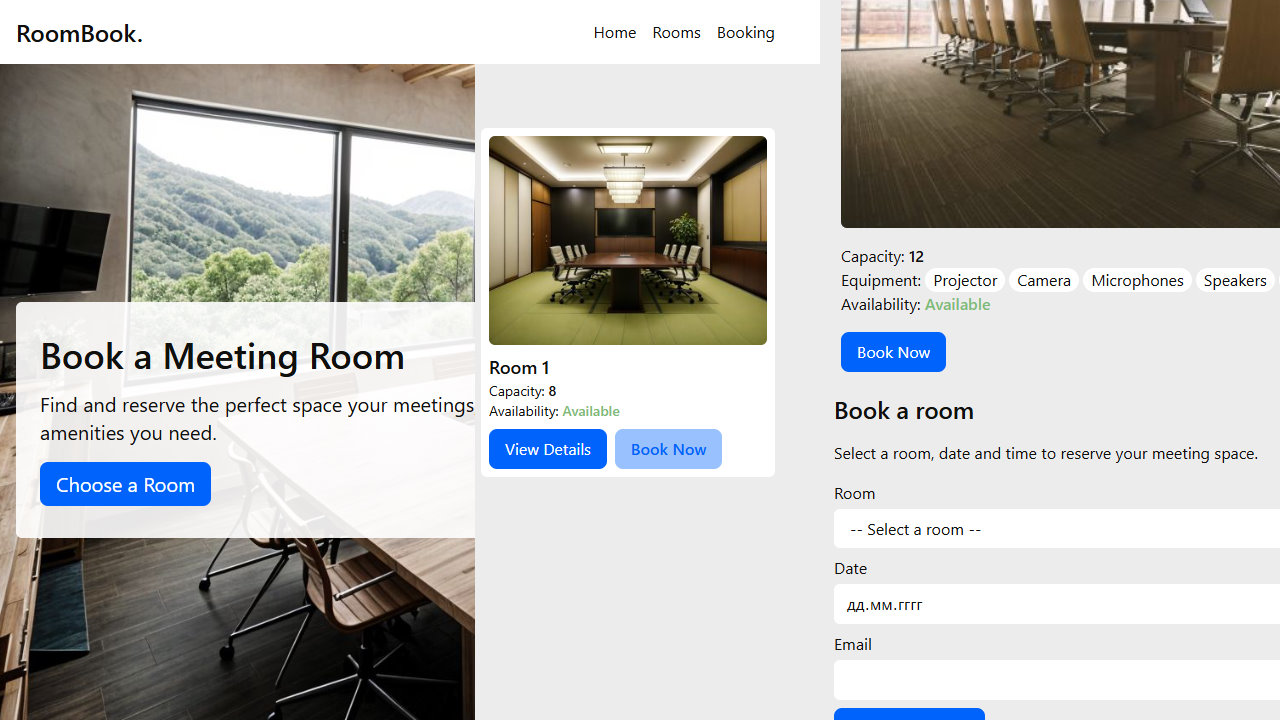 RoomBook.
Home Rooms Booking
Book a Meeting Room
Find and reserve the perfect space your meetings
amenities you need.
Choose a Room
Room 1
Capacity: 8
Availability: Available
View Details Book Now
Capacity: 12
Equipment: Projector Camera Microphones Speakers
Availability: Available
Book Now
Book a room
Select a room, date and time to reserve your meeting space.
Room
-- Select a room --
Date
дд.мм.гггг
Email